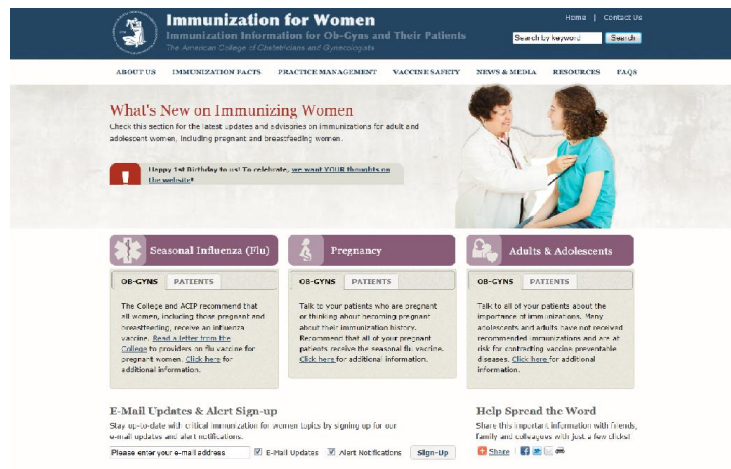 Immunization for Women
Immunization Information for Ob-Gyns and Their Patients
The American College of Obstetricians and Gynecologists
Home | Contact Us
Search by keyword Search
ABOUT US IMMUNIZATION FACTS PRACTICE MANAGEMENT VACCINE SAFETY NEWS & MEDIA RESOURCES FAQS
What's New on Immunizing Women
Check this section for the latest updates and advisories on immunizations for adult and
adolescent women, including pregnant and breastfeeding women.
! Happy 1st Birthday to us! To celebrate, we want YOUR thoughts on
the website!
Seasonal Influenza (Flu)
OB-GYNS PATIENTS
The College and ACIP recommend that
all women, including those pregnant and
breastfeeding, receive an influenza
vaccine. Read a letter from the
College to providers on flu vaccine for
pregnant women. Click here for
additional information.
Pregnancy
OB-GYNS PATIENTS
Talk to your patients who are pregnant
or thinking about becoming pregnant
about their immunization history.
Recommend that all of your pregnant
patients receive the seasonal flu vaccine.
Click here for additional information.
Adults & Adolescents
OB-GYNS PATIENTS
Talk to all of your patients about the
importance of immunizations. Many
adolescents and adults have not received
recommended immunizations and are at
risk for contracting vaccine preventable
diseases. Click here for additional
information.
E-Mail Updates & Alert Sign-up
Stay up-to-date with critical immunization for women topics by signing up for our
e-mail updates and alert notifications.
Please enter your e-mail address E-Mail Updates Alert Notifications Sign-Up
Help Spread the Word
Share this important information with friends,
family and colleagues with just a few clicks!
Share